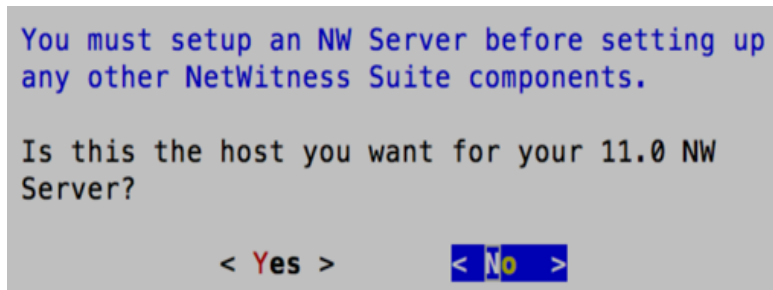 You must setup an NW Server before setting up
any other NetWitness Suite components.
Is this the host you want for your 11.0 NW
Server?
< Yes > < No >